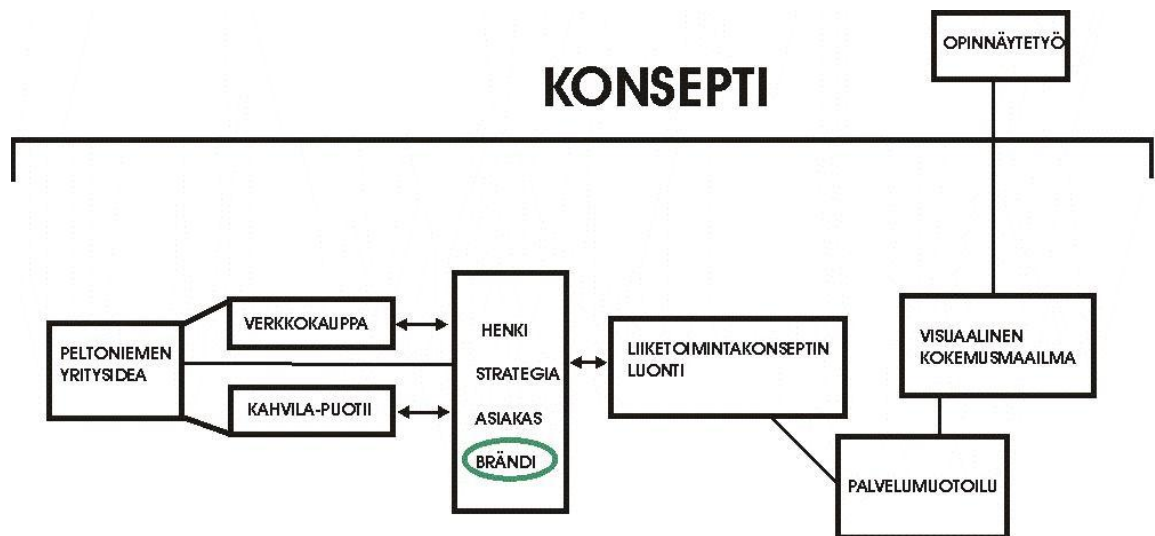 OPINNÄYTETYÖ
KONSEPTI
PELTONIEMEN
YRITYSIDEA
VERKKOKAUPPA
KAHVILA-PUOTII
HENKI
STRATEGIA
ASIAKAS
BRÄNDI
LIIKETOIMINTAKONSEPTIN
LUONTI
VISUAALINEN
KOKEMUSMAAILMA
PALVELUMUOTOILU